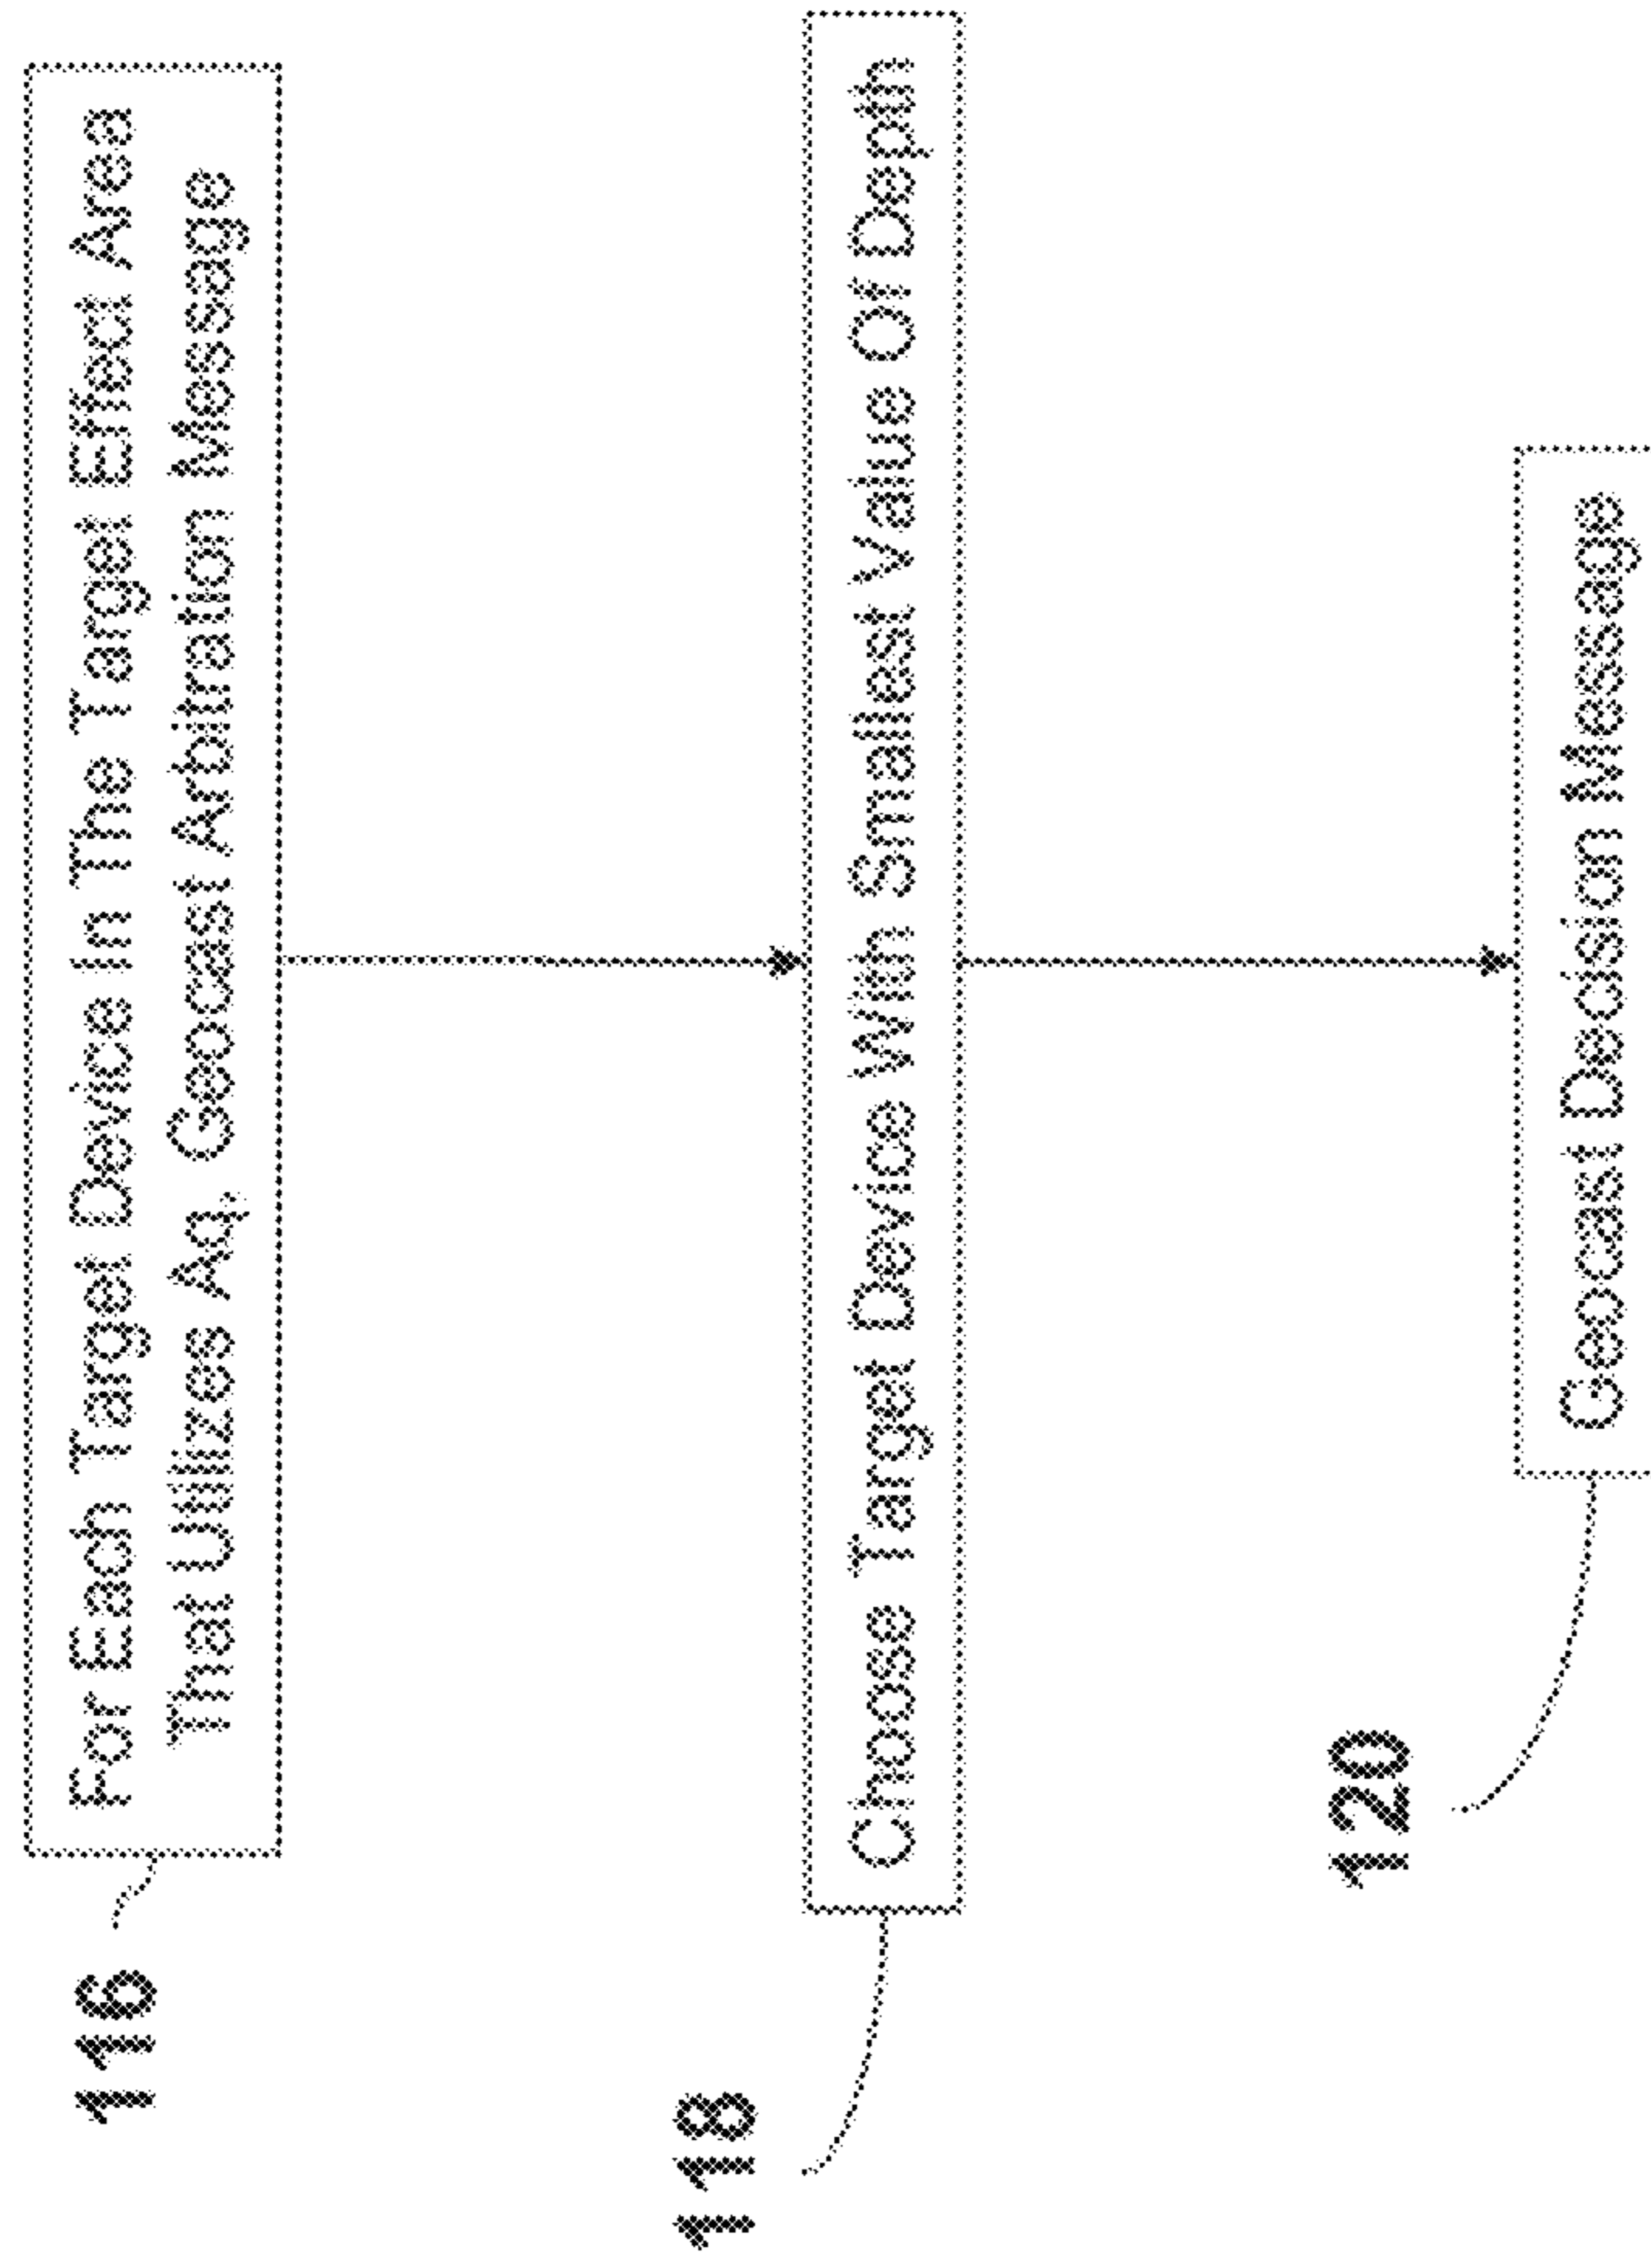 For Each Target Device In The Target Effect Area
That Utilizes Aq, Geocast Arbitration Message
116
Choose Target Device With Smallest Value Of Depth
118
Geocast Decision Message
120